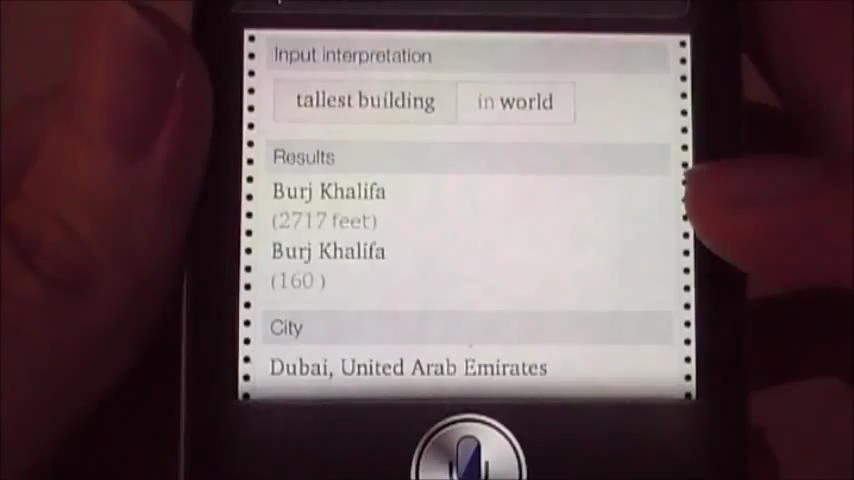 Input interpretation
tallest building in world
Results
Burj Khalifa
(2717 feet)
Burj Khalifa
(160 )
City
Dubai, United Arab Emirates